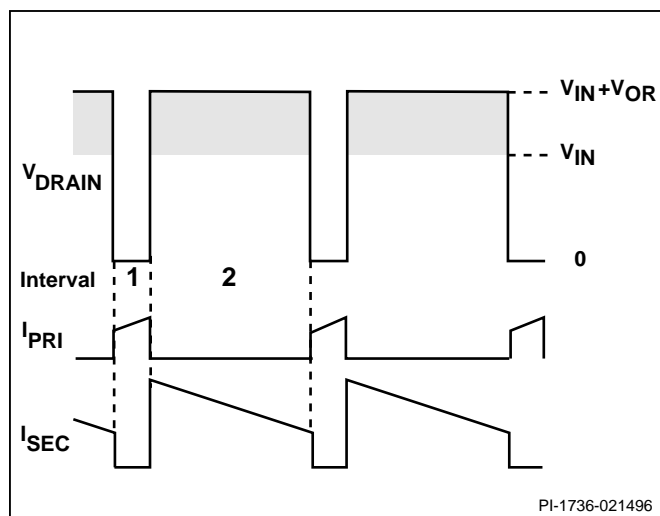 V_IN+V_OR
V_IN
V_DRAIN
0
Interval 1 2
I_PRI
I_SEC
PI-1736-021496